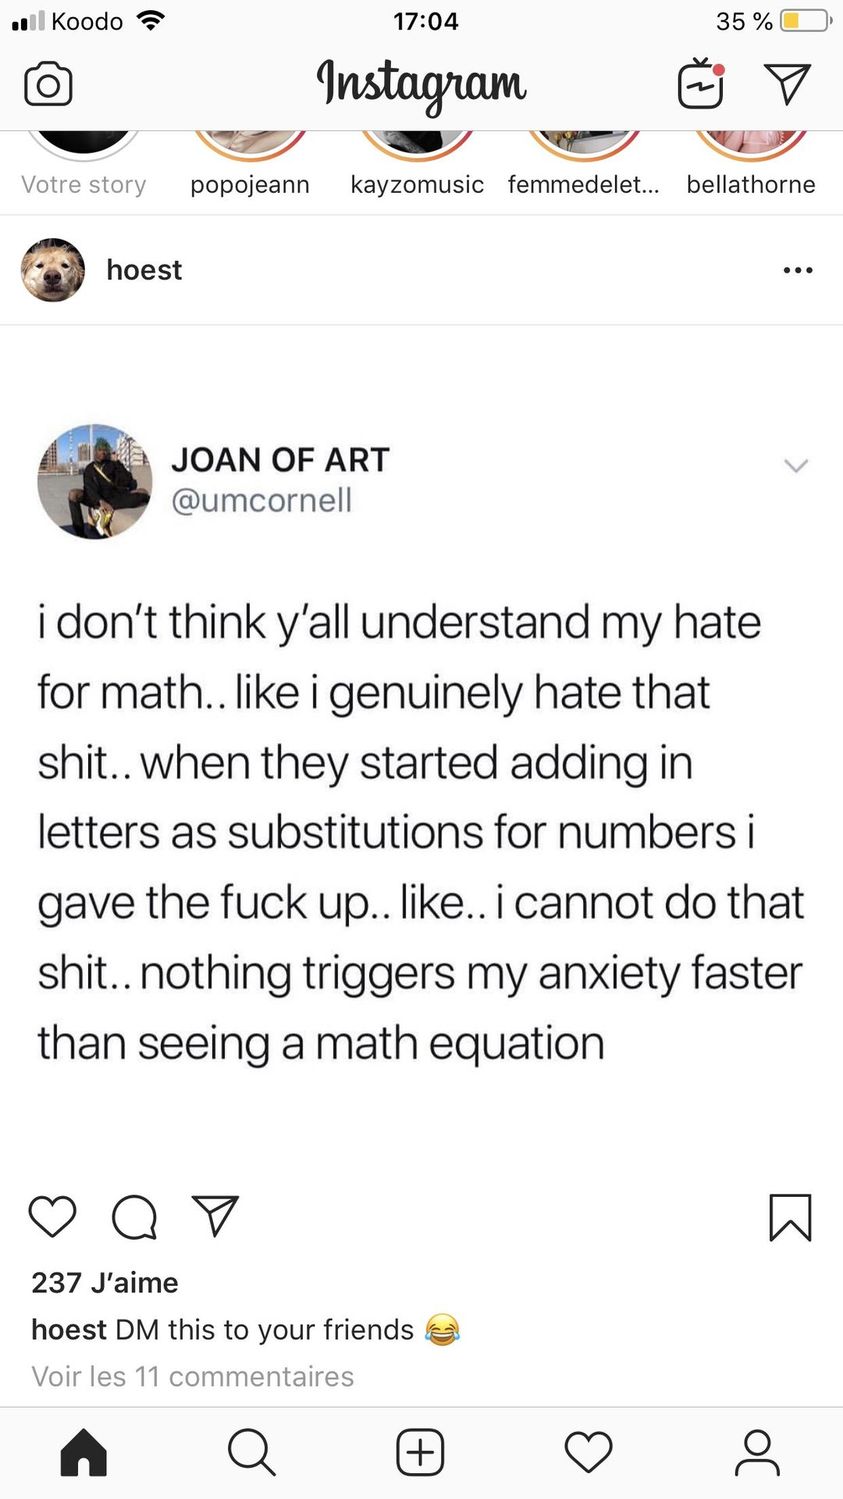 Koodo 17:04 35 %
Instagram
Votre story popojeann kayzomusic femmedelet... bellathorne
hoest
JOAN OF ART
@umcornell
i don't think y'all understand my hate
for math.. like i genuinely hate that
shit.. when they started adding in
letters as substitutions for numbers i
gave the fuck up.. like.. i cannot do that
shit.. nothing triggers my anxiety faster
than seeing a math equation
237 J'aime
hoest DM this to your friends 😂
Voir les 11 commentaires